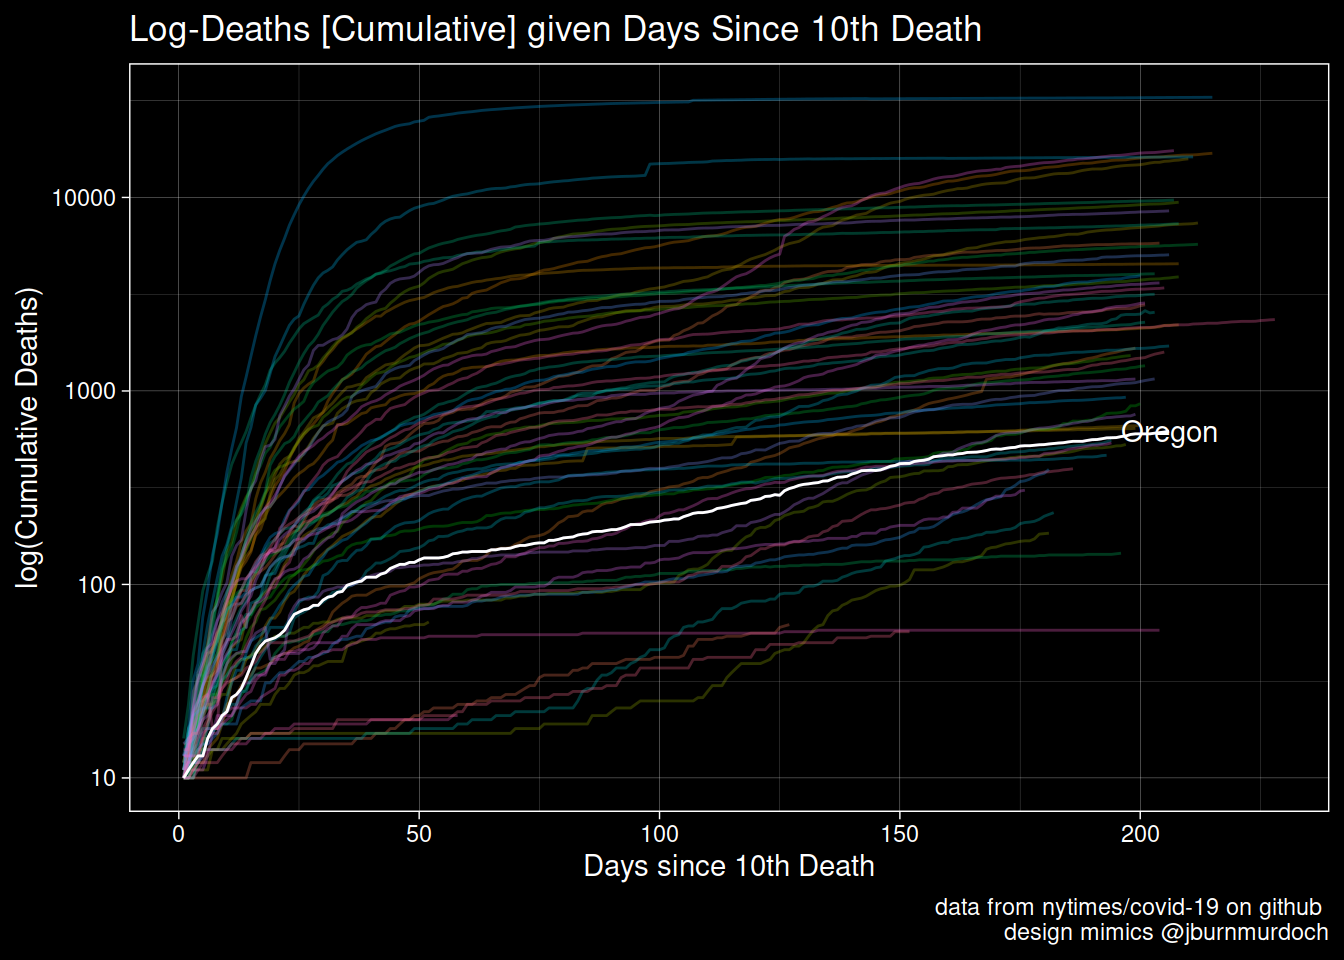 Log-Deaths [Cumulative] given Days Since 10th Death
log(Cumulative Deaths)
10000
1000
100
10
Oregon
0 50 100 150 200
Days since 10th Death
data from nytimes/covid-19 on github
design mimics @jburnmurdoch